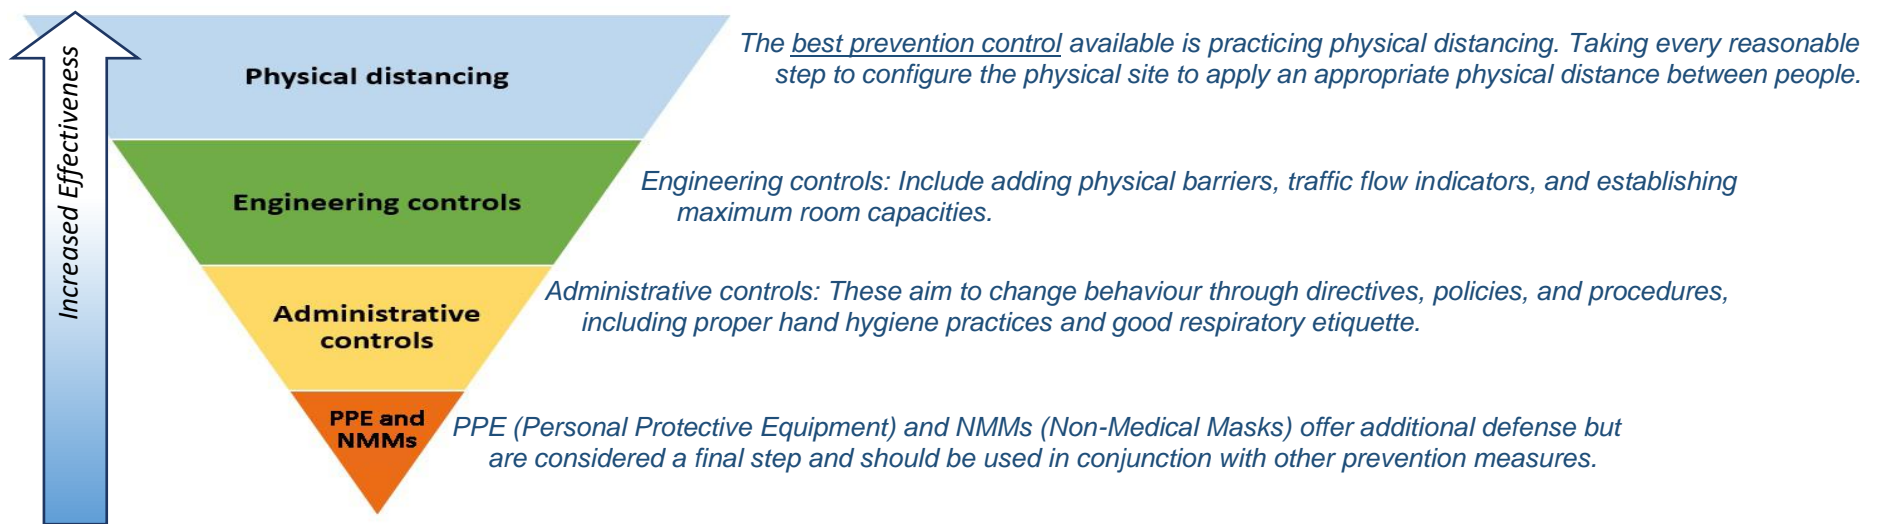 Increased Effectiveness
Physical distancing
The best prevention control available is practicing physical distancing. Taking every reasonable
step to configure the physical site to apply an appropriate physical distance between people.
Engineering controls
Engineering controls: Include adding physical barriers, traffic flow indicators, and establishing
maximum room capacities.
Administrative
controls
Administrative controls: These aim to change behaviour through directives, policies, and procedures,
including proper hand hygiene practices and good respiratory etiquette.
PPE and
NMMs
PPE (Personal Protective Equipment) and NMMs (Non-Medical Masks) offer additional defense but
are considered a final step and should be used in conjunction with other prevention measures.